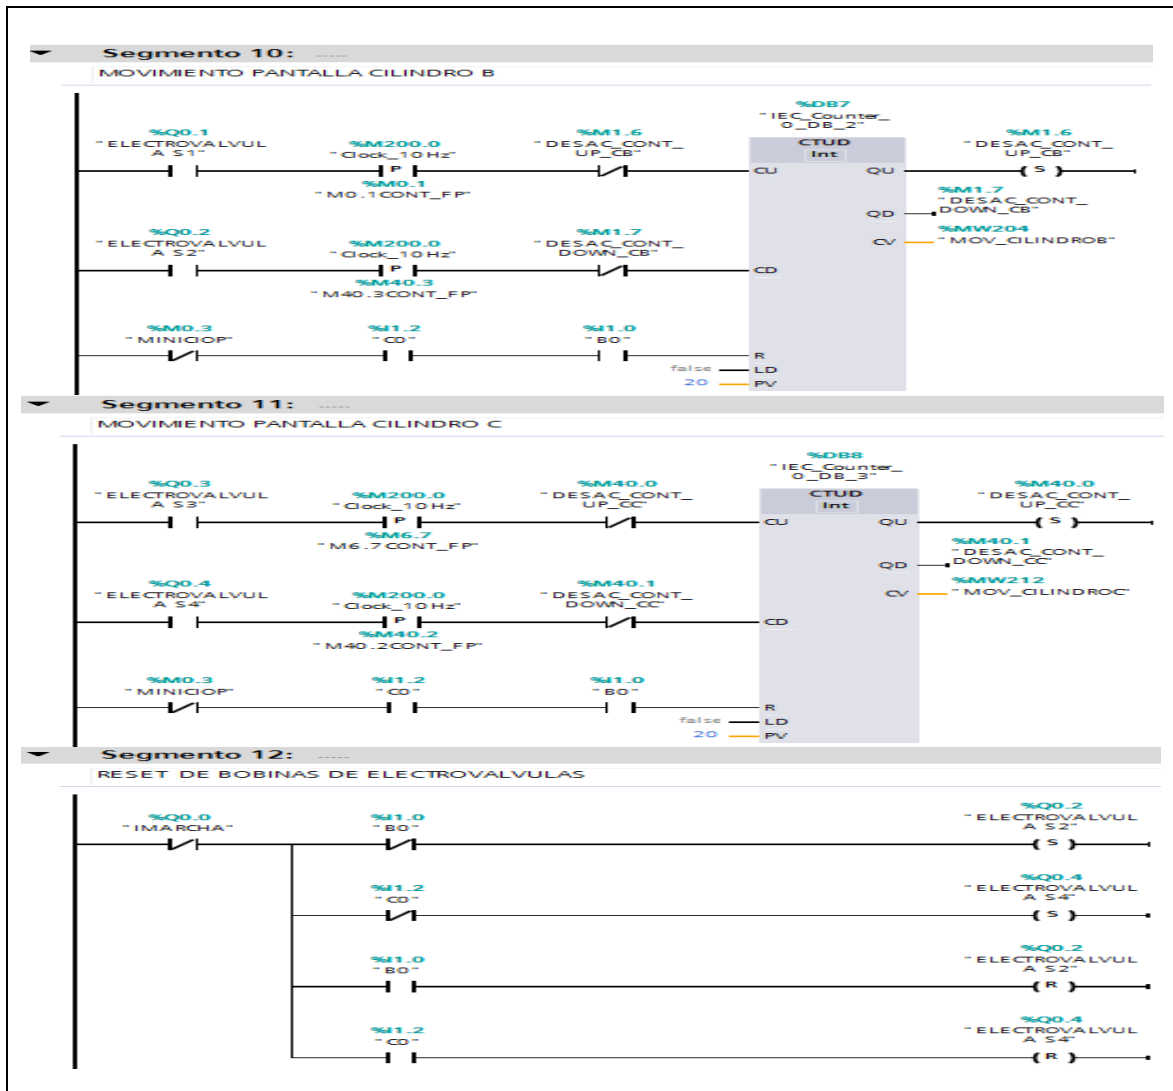 Segmento 10: .....
MOVIMIENTO PANTALLA CILINDRO B
%DB7
"IEC_Counter_
0_DB_2"
%Q0.1 %M200.0 %M1.6 CTUD %M1.6
"ELECTROVALVUL "Clock_10Hz" "DESAC_CONT_ Int "DESAC_CONT_
A S1" UP_CB" UP_CB"
P CU QU S
%M0.1
"M0.1CONT_FP"
%M1.7
"DESAC_CONT_
QD DOWN_CB"
%Q0.2 %M200.0 %M1.7 %MW204
"ELECTROVALVUL "Clock_10Hz" "DESAC_CONT_ CV "MOV_CILINDROB"
A S2" DOWN_CB"
P CD
%M40.3
"M40.3CONT_FP"
%M0.3 %I1.2 %I1.0
"MINICIOP" "C0" "B0"
R
false LD
20 PV
Segmento 11: .....
MOVIMIENTO PANTALLA CILINDRO C
%DB8
"IEC_Counter_
0_DB_3"
%Q0.3 %M200.0 %M40.0 CTUD %M40.0
"ELECTROVALVUL "Clock_10Hz" "DESAC_CONT_ Int "DESAC_CONT_
A S3" UP_CC" UP_CC"
P CU QU S
%M6.7
"M6.7CONT_FP"
%M40.1
"DESAC_CONT_
QD DOWN_CC"
%Q0.4 %M200.0 %M40.1 %MW212
"ELECTROVALVUL "Clock_10Hz" "DESAC_CONT_ CV "MOV_CILINDROC"
A S4" DOWN_CC"
P CD
%M40.2
"M40.2CONT_FP"
%M0.3 %I1.2 %I1.0
"MINICIOP" "C0" "B0"
R
false LD
20 PV
Segmento 12: .....
RESET DE BOBINAS DE ELECTROVALVULAS
%Q0.0 %I1.0 %Q0.2
"IMARCHA" "B0" "ELECTROVALVUL
A S2"
S
%I1.2 %Q0.4
"C0" "ELECTROVALVUL
A S4"
S
%I1.0 %Q0.2
"B0" "ELECTROVALVUL
A S2"
R
%I1.2 %Q0.4
"C0" "ELECTROVALVUL
A S4"
R